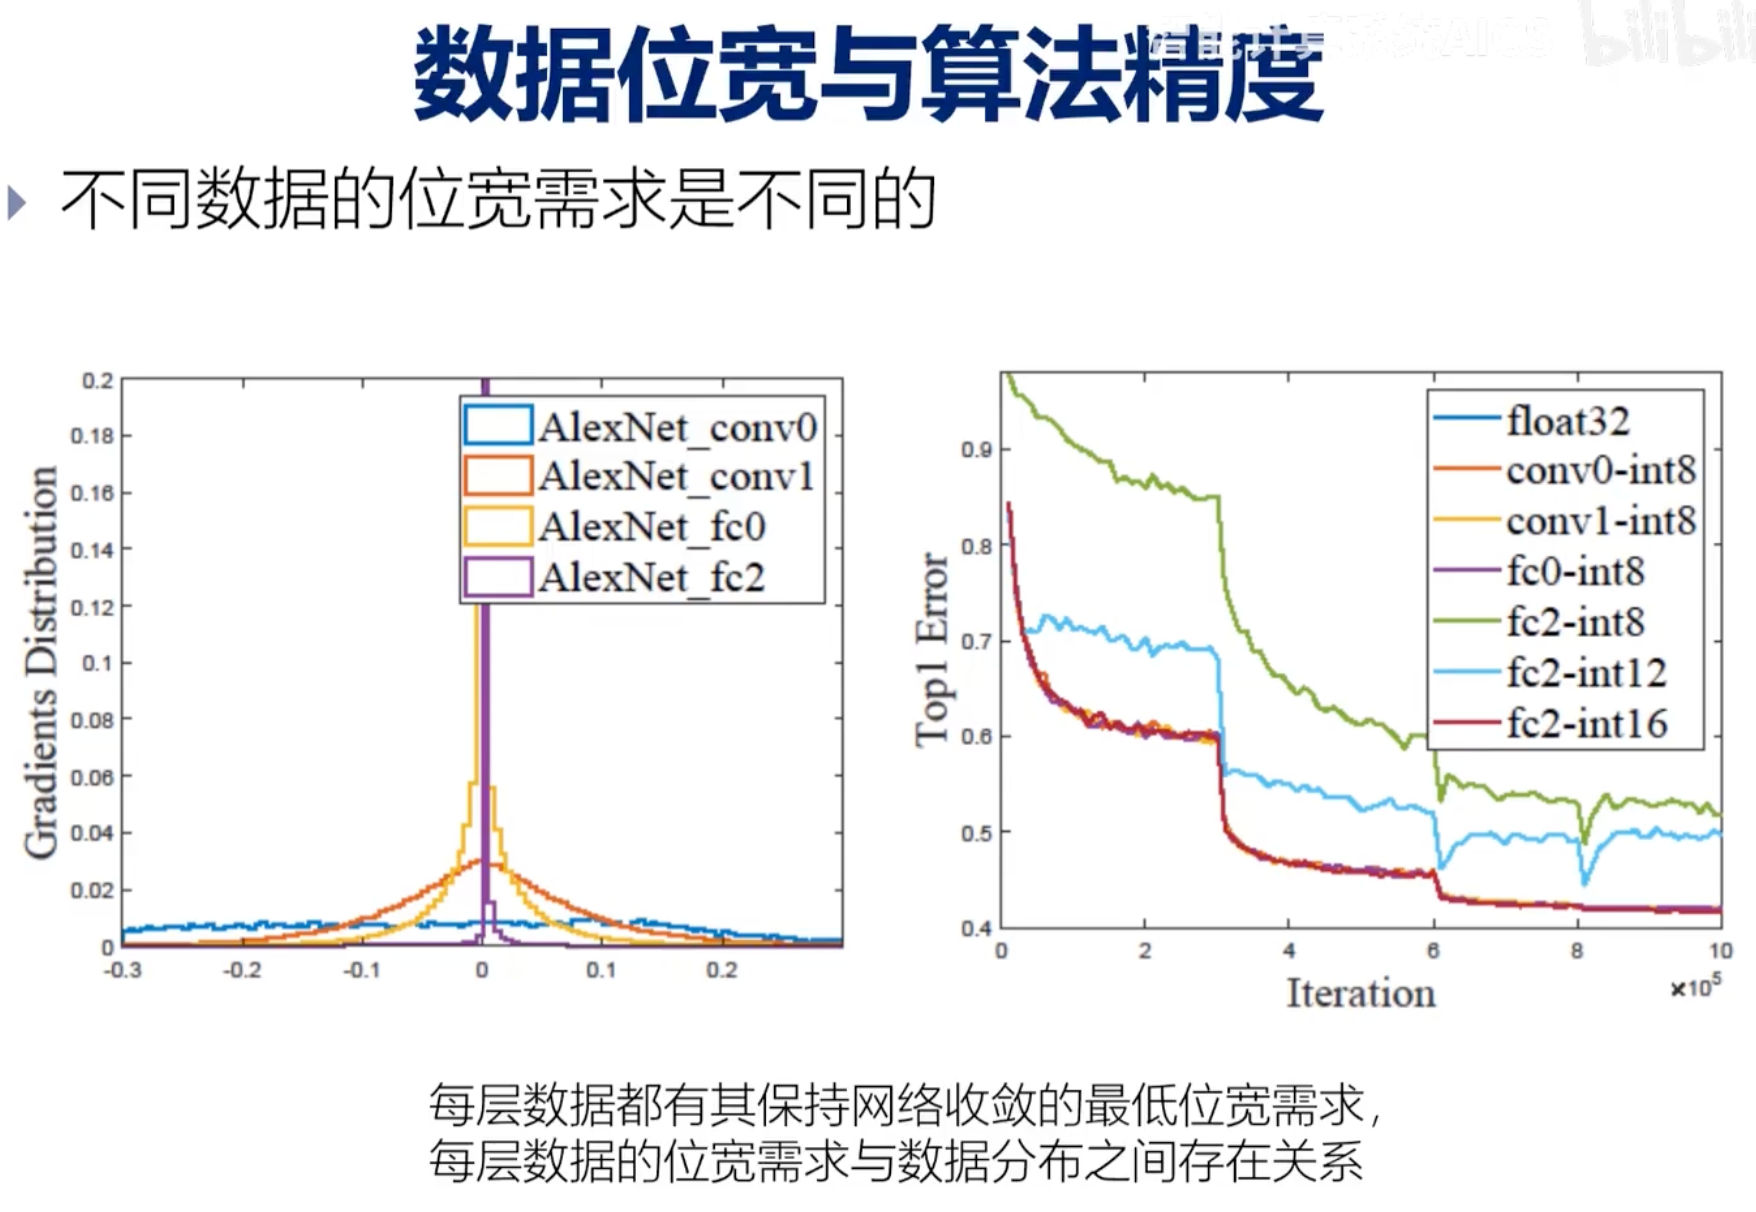 数据位宽与算法精度
bilibili
不同数据的位宽需求是不同的
Gradients Distribution
0.2
0.18
0.16
0.14
0.12
0.1
0.08
0.06
0.04
0.02
0
-0.3
-0.2
-0.1
0
0.1
0.2
AlexNet_conv0
AlexNet_conv1
AlexNet_fc0
AlexNet_fc2
Top1 Error
0.9
0.8
0.7
0.6
0.5
0.4
0
2
4
6
8
10
×10⁵
Iteration
float32
conv0-int8
conv1-int8
fc0-int8
fc2-int8
fc2-int12
fc2-int16
每层数据都有其保持网络收敛的最低位宽需求,
每层数据的位宽需求与数据分布之间存在关系